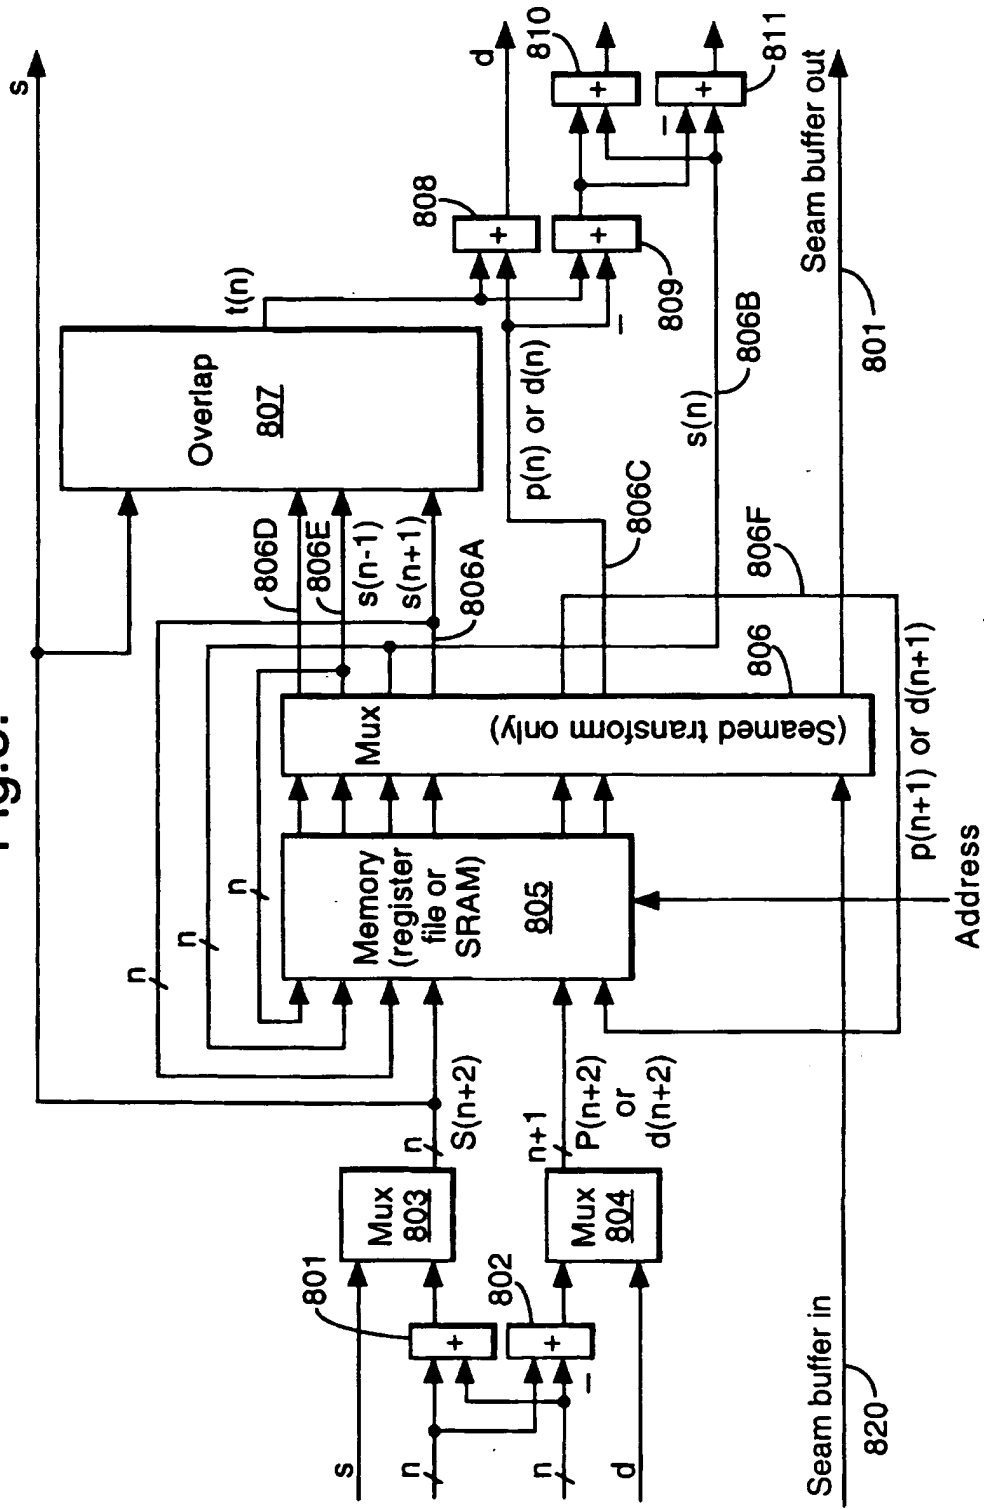 Fig.8.
s
s
n
n
d
801
802
Mux
803
Mux
804
n
S(n+2)
n+1
P(n+2)
or
d(n+2)
n
n
n
Memory
(register
file or
SRAM)
805
Address
Mux
(Seamed transform only)
806
806D
806E
s(n-1)
s(n+1)
806A
806C
806F
p(n+1) or d(n+1)
Overlap
807
t(n)
p(n) or d(n)
s(n)
806B
+
+
808
+
809
+
–
–
d
810
+
811
+
–
s
Seam buffer in
820
801
Seam buffer out